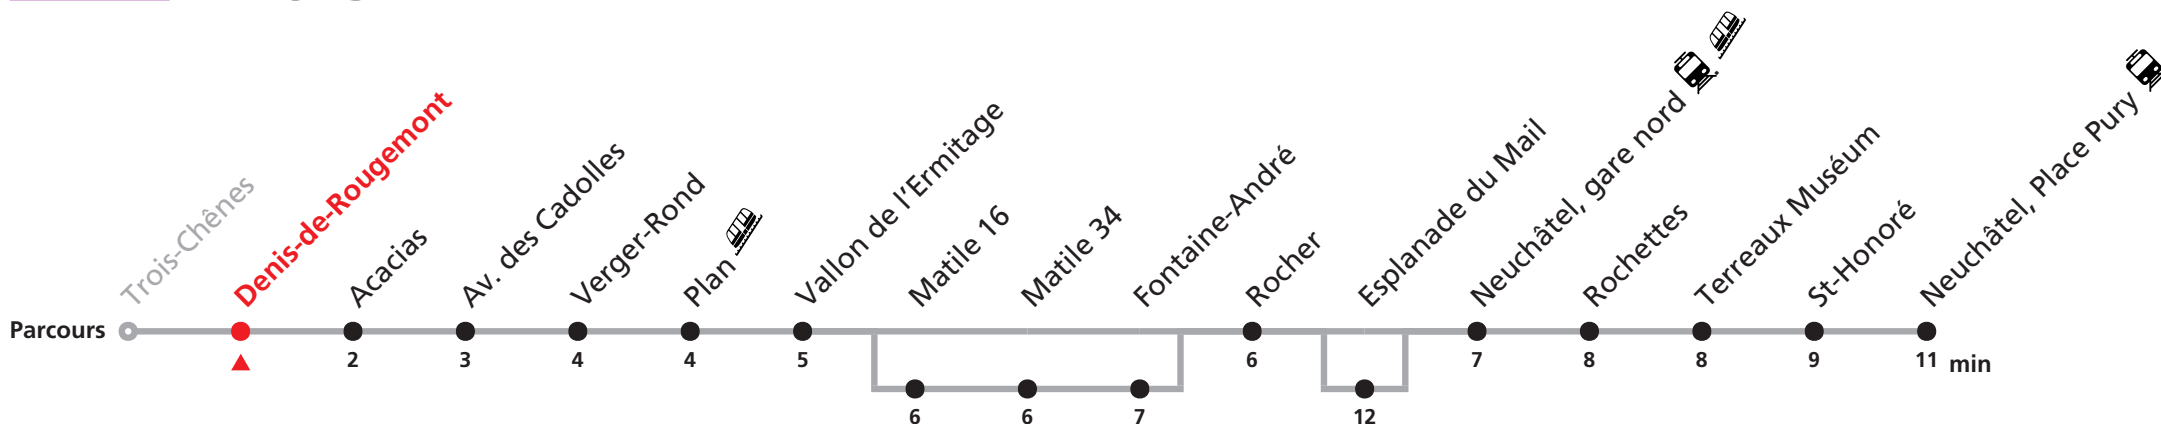 Trois-Chênes
Denis-de-Rougemont
Acacias
Av. des Cadolles
Verger-Rond
Plan
Vallon de l'Ermitage
Matile 16
Matile 34
Fontaine-André
Rocher
Esplanade du Mail
Neuchâtel, gare nord
Rochettes
Terreaux Muséum
St-Honoré
Neuchâtel, Place Pury
Parcours
2 3 4 4 5 6 7 8 8 9 11 min
6 6 7 12